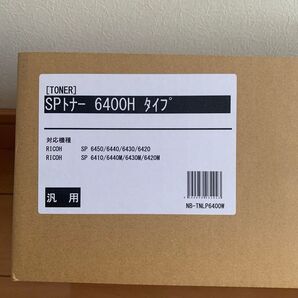 [TONER]
SPﾄﾅｰ 6400H ﾀｲﾌﾟ
対応機種
RICOH SP 6450/6440/6430/6420
RICOH SP 6410/6440M/6430M/6420M
汎用
NB-TNLP6400W